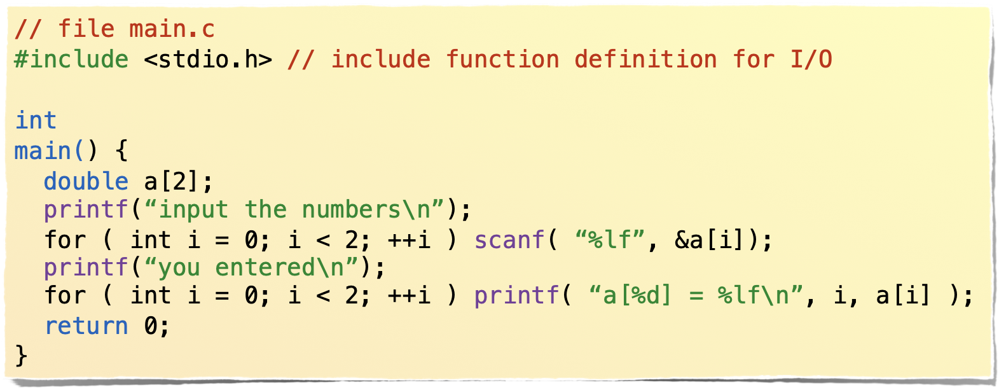 // file main.c
#include <stdio.h> // include function definition for I/O
int
main() {
double a[2];
printf(“input the numbers\n”);
for ( int i = 0; i < 2; ++i ) scanf( “%lf”, &a[i]);
printf(“you entered\n”);
for ( int i = 0; i < 2; ++i ) printf( “a[%d] = %lf\n”, i, a[i] );
return 0;
}